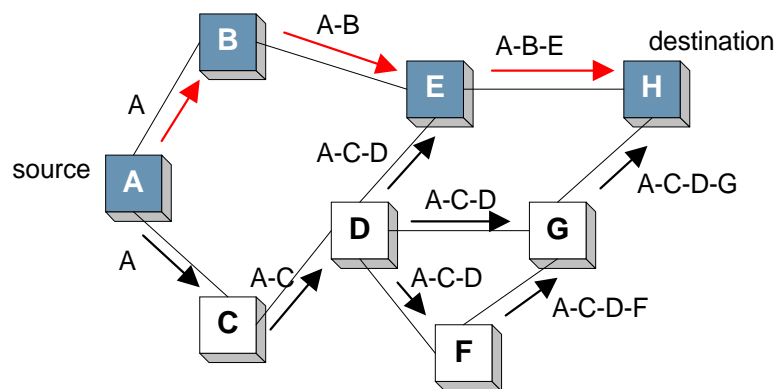 A-B
B
A-B-E
destination
E
H
A
A-C-D
source
A
A-C-D-G
A-C-D
D
G
A
A-C
A-C-D
C
A-C-D-F
F